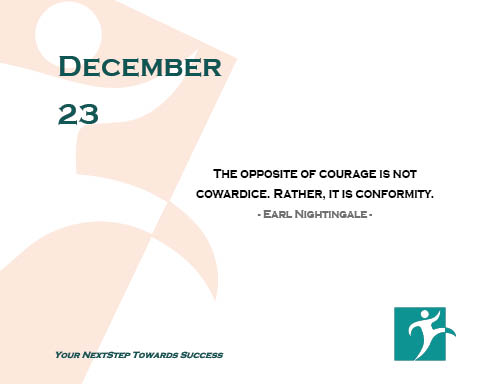 December
23
The opposite of courage is not
cowardice. Rather, it is conformity.
- Earl Nightingale -
Your NextStep Towards Success